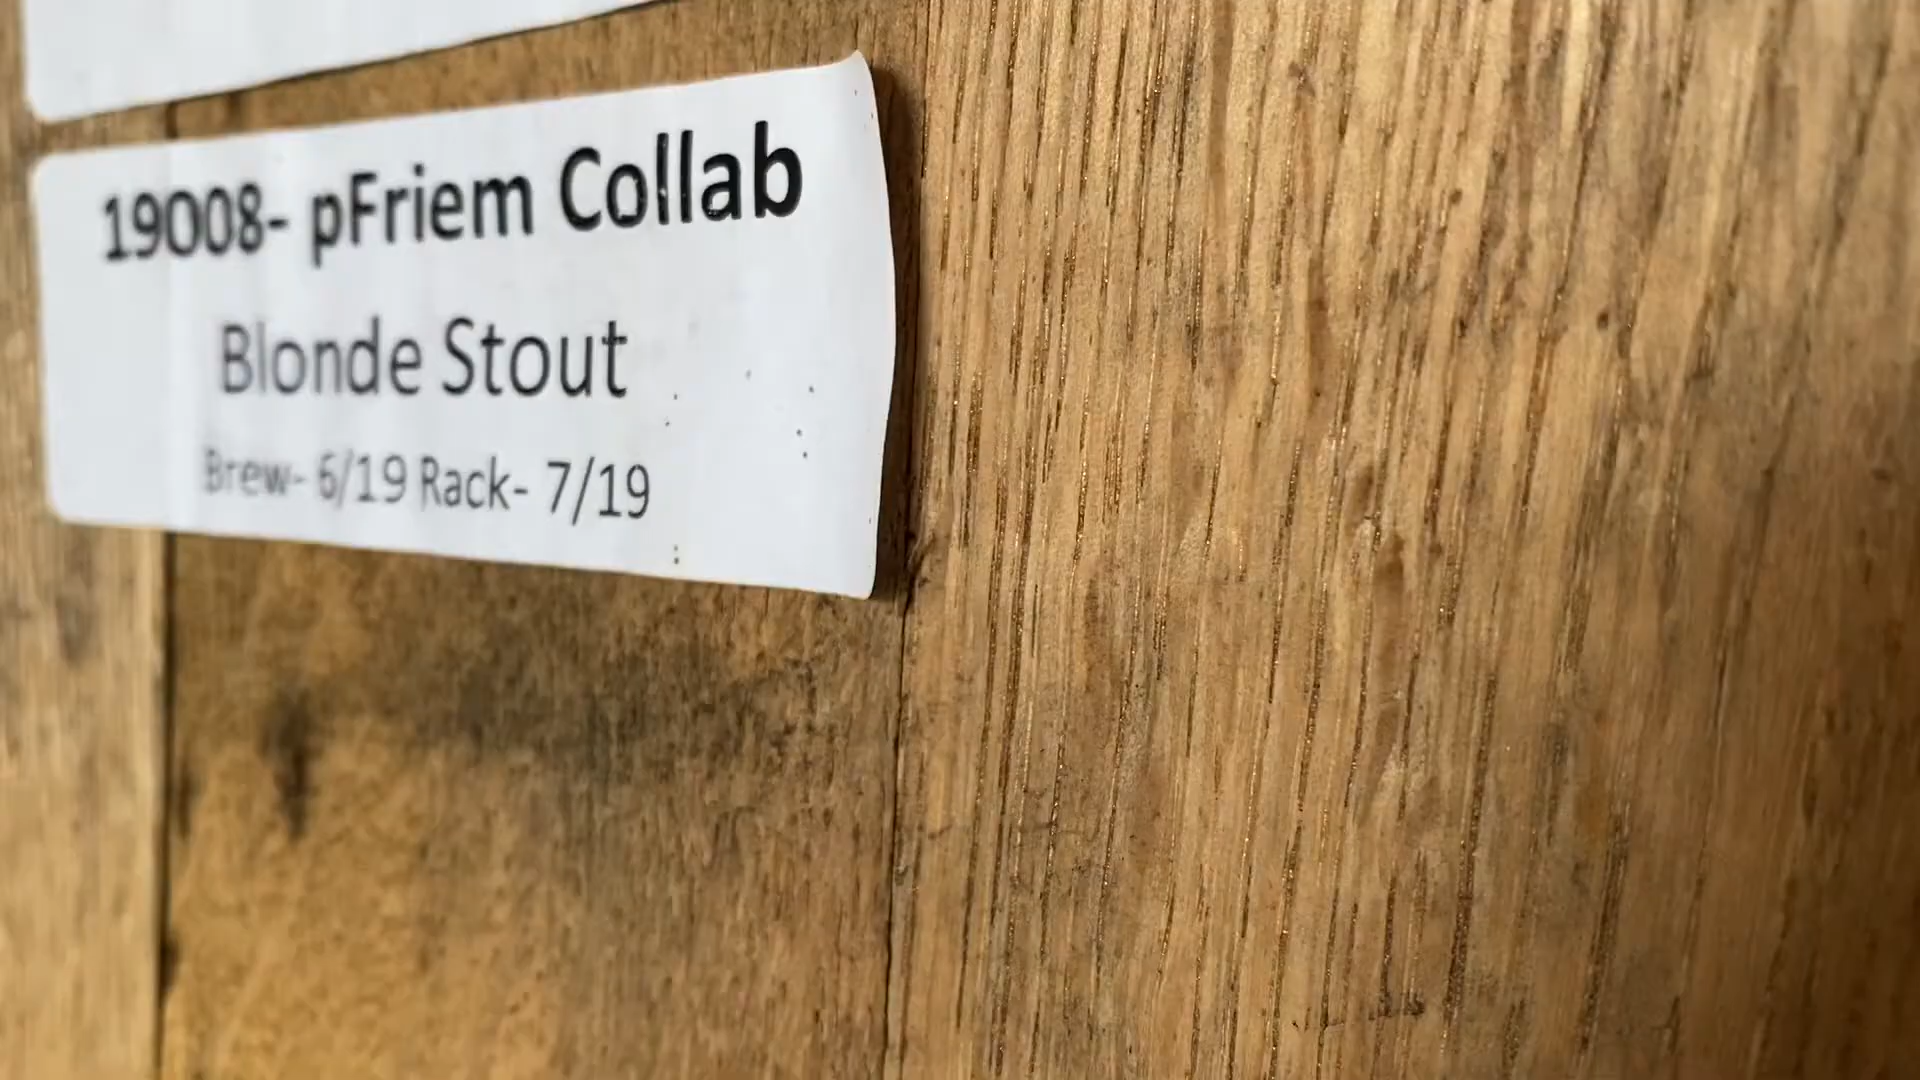 19008- pFriem Collab
Blonde Stout
Brew- 6/19 Rack- 7/19